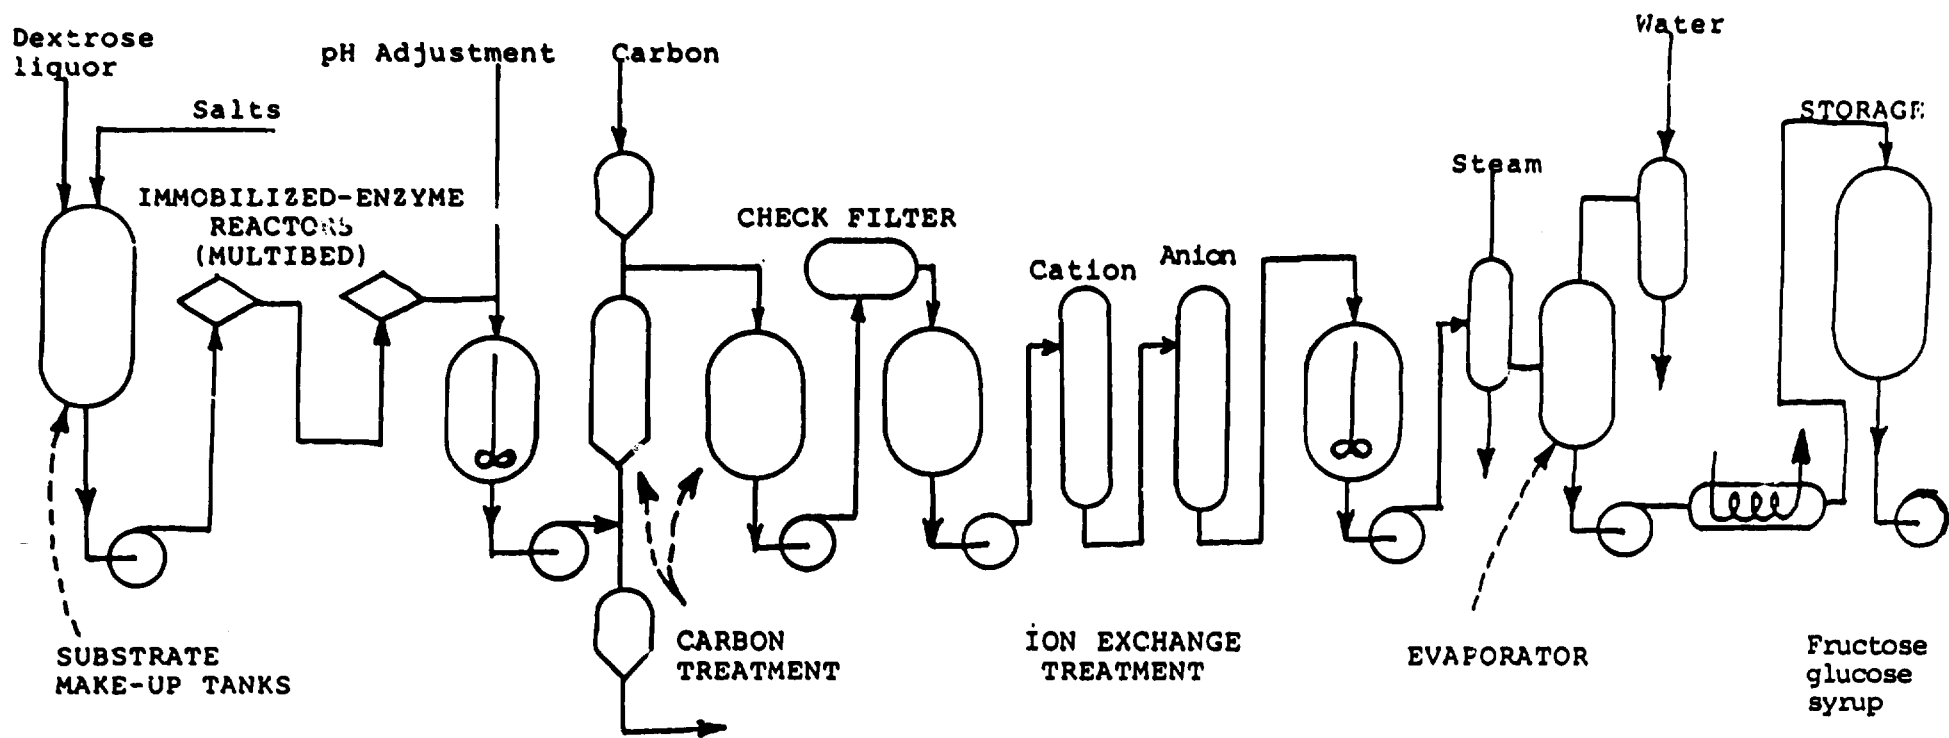 Dextrose
liquor
Salts
pH Adjustment
Carbon
Water
STORAGE
Steam
IMMOBILIZED-ENZYME
REACTORS
(MULTIBED)
CHECK FILTER
Cation
Anion
SUBSTRATE
MAKE-UP TANKS
CARBON
TREATMENT
ION EXCHANGE
TREATMENT
EVAPORATOR
Fructose
glucose
syrup